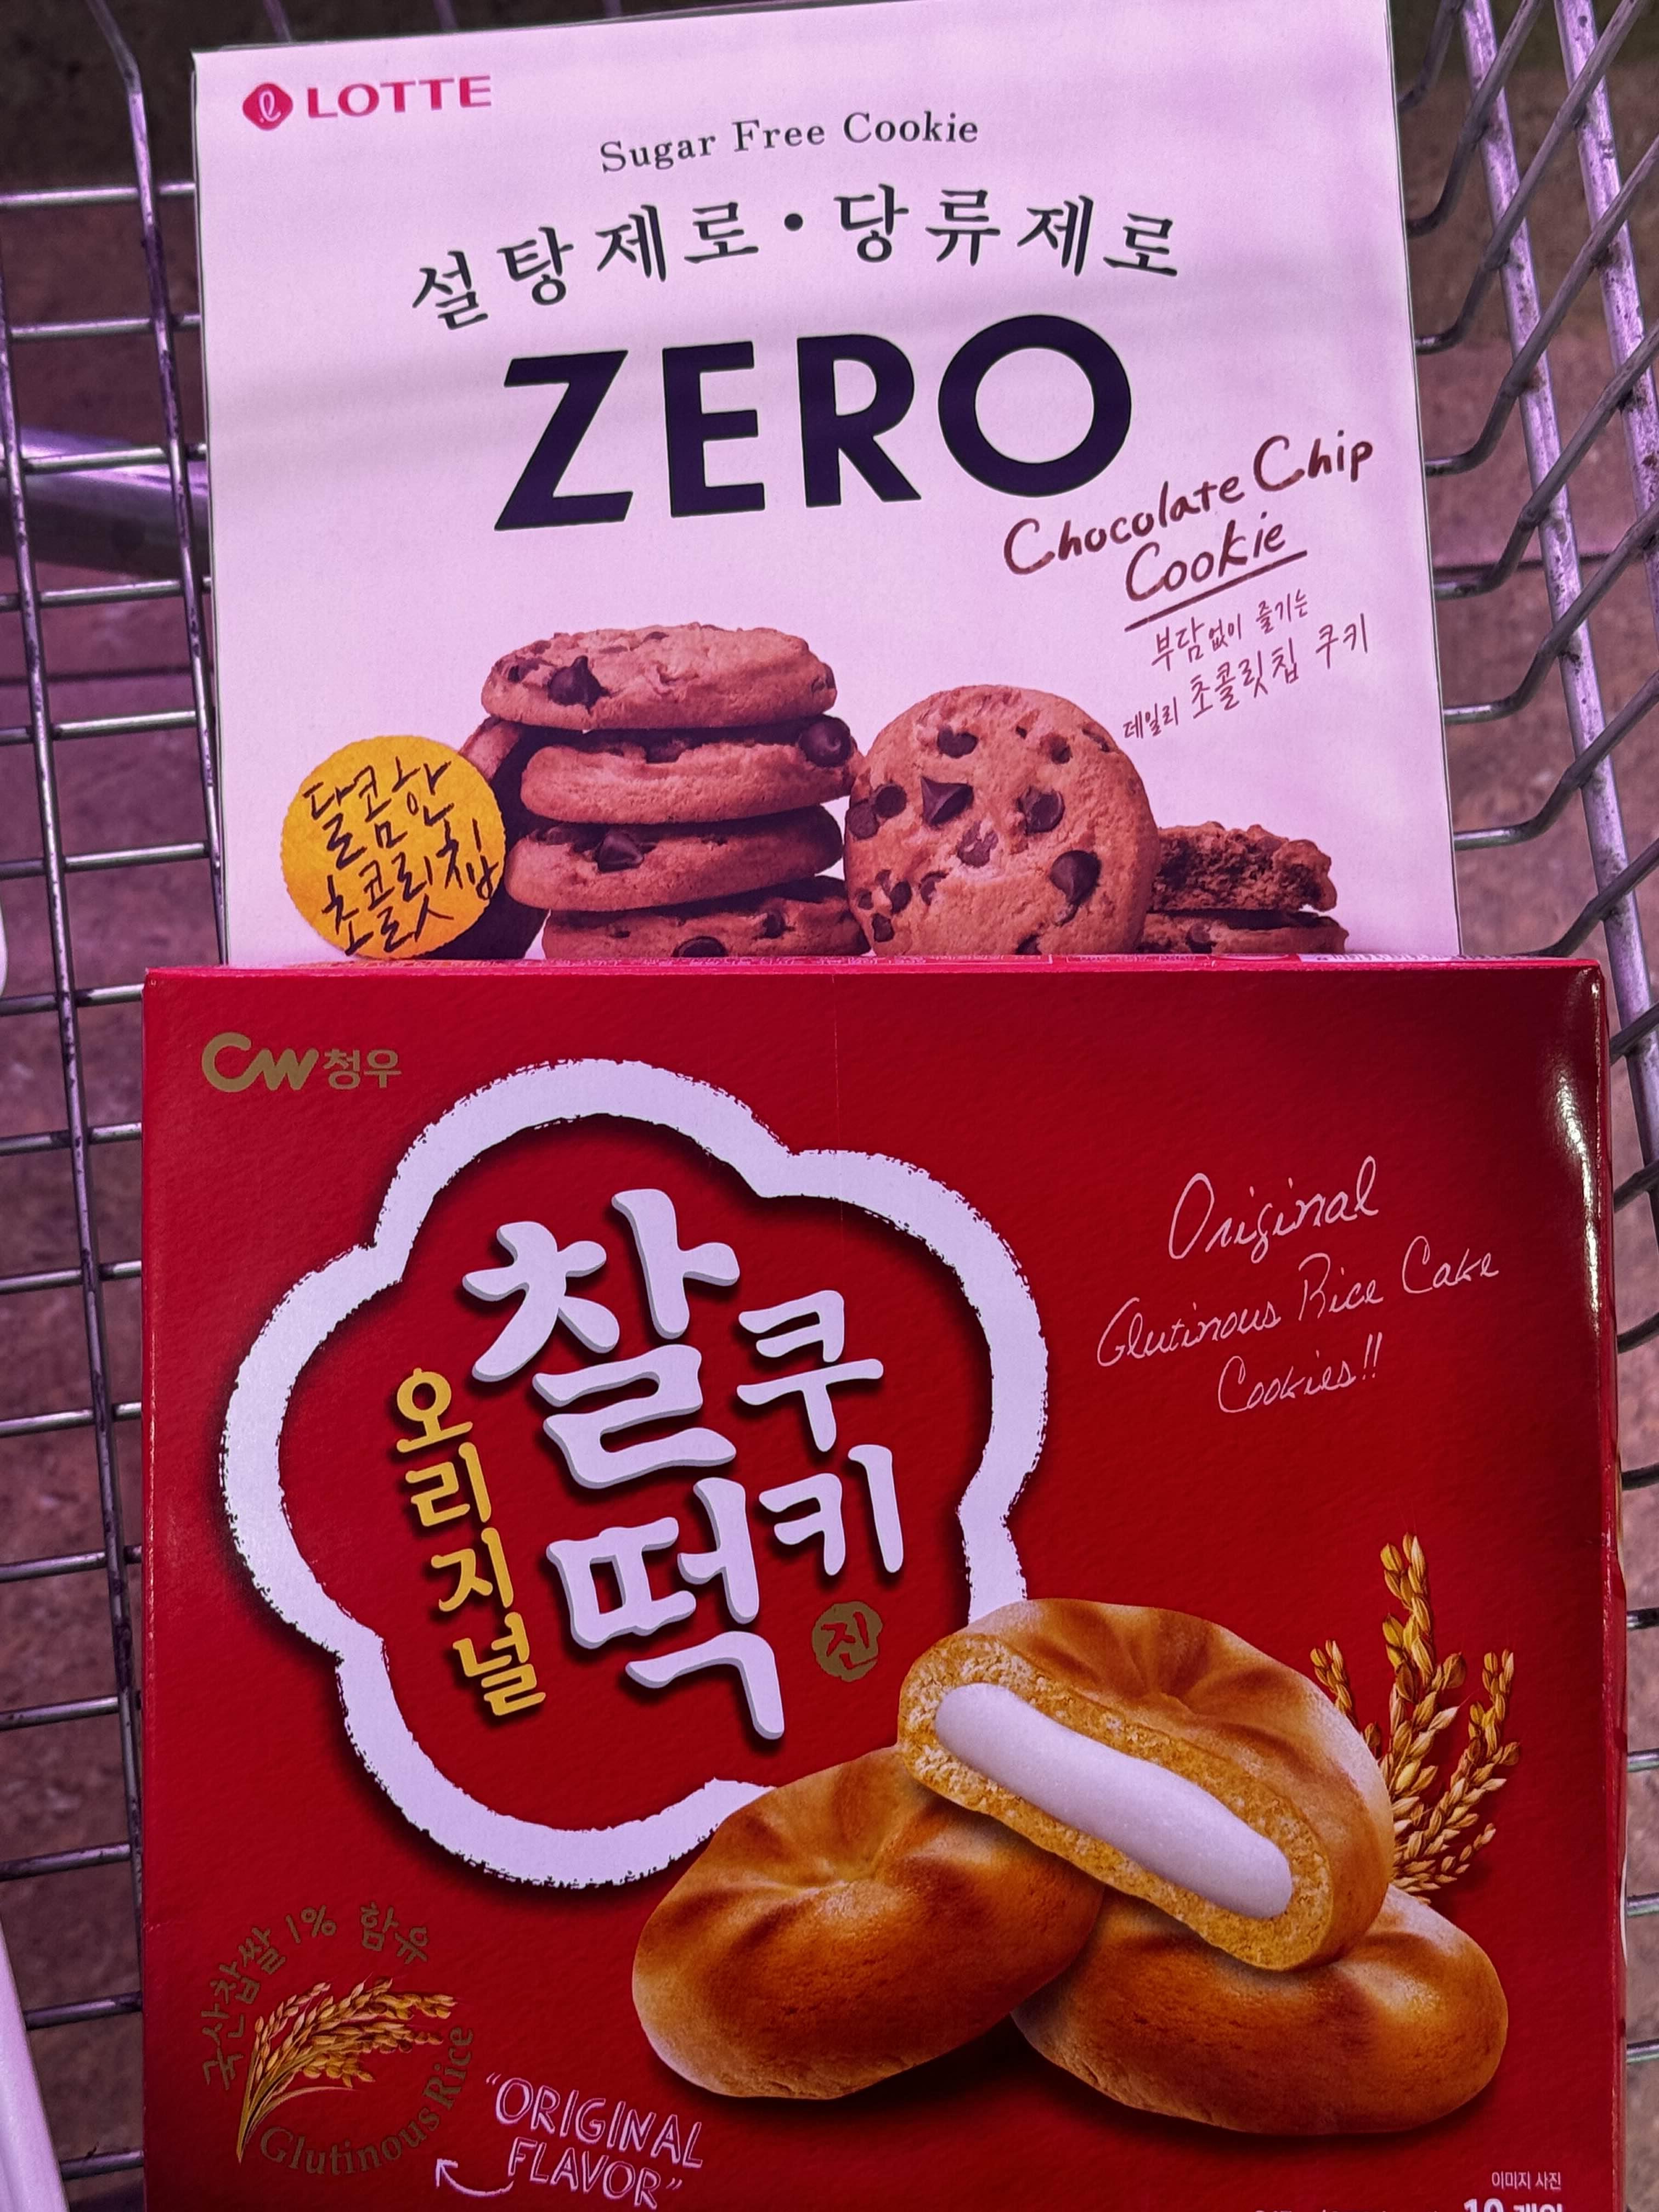 LOTTE
Sugar Free Cookie
설탕제로·당류제로
ZERO
Chocolate Chip
Cookie
부담없이 즐기는
데일리 초콜릿칩 쿠키
달콤한
초콜릿칩
CW청우
오리지널
찰떡
쿠키
진
Original
Glutinous Rice Cake
Cookies!!
국산찹쌀 1% 함유
Glutinous Rice
"ORIGINAL
FLAVOR"
이미지 사진